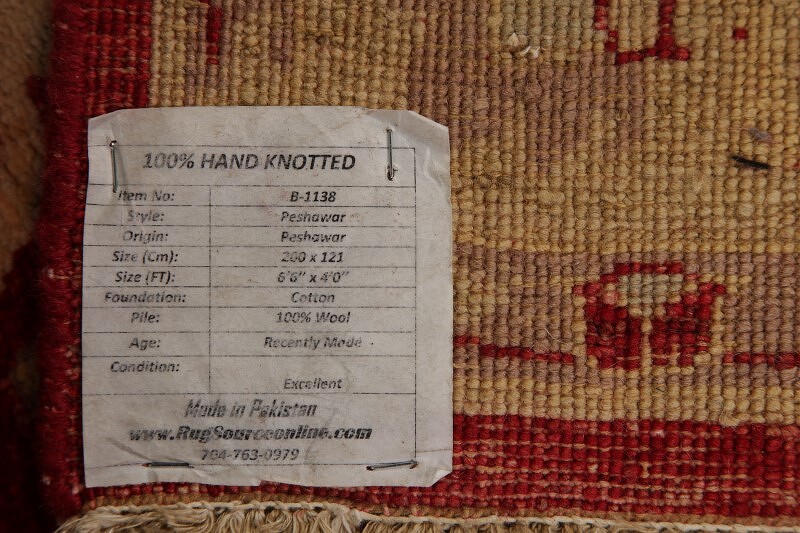 100% HAND KNOTTED
Item No: B-1138
Style: Peshawar
Origin: Peshawar
Size (Cm): 200 x 121
Size (FT): 6'6" x 4'0"
Foundation: Cotton
Pile: 100% Wool
Age: Recently Made
Condition: Excellent
Made in Pakistan
www.RugSourceonline.com
704-763-0979